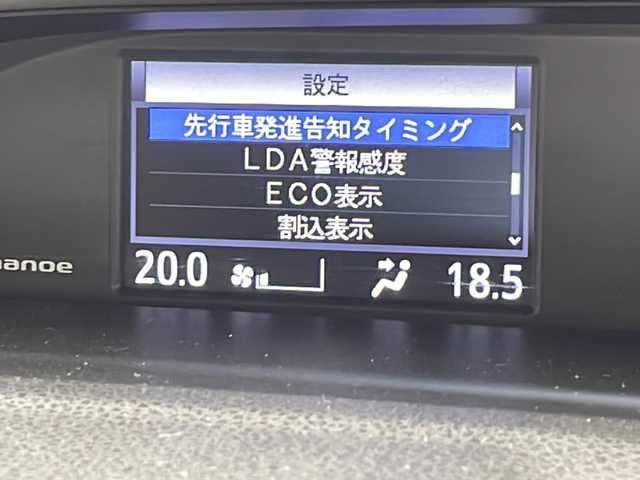 設定
先行車発進告知タイミング
LDA警報感度
ECO表示
割込表示
20.0 18.5
anoe